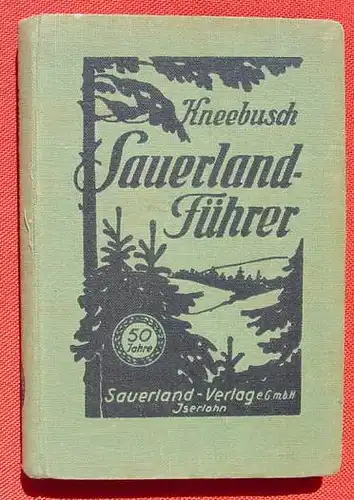 Kneebusch
Sauerland-
Führer
50
Jahre
Sauerland-Verlag e.G.m.b.H
Iserlohn